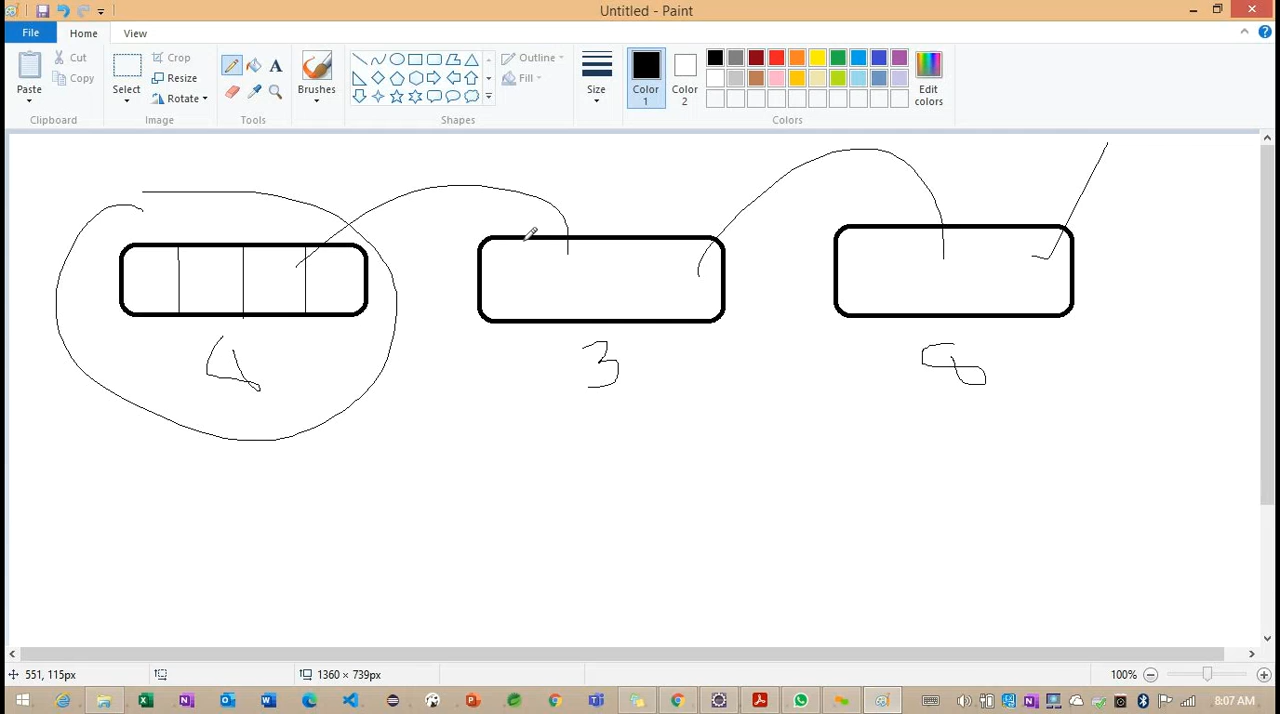 Untitled - Paint
File
Home
View
Paste
Cut
Copy
Clipboard
Select
Crop
Resize
Rotate
Image
A
Tools
Brushes
Outline
Fill
Shapes
Size
Color
1
Color
2
Edit
colors
Colors
4
3
8
551, 115px
1360 × 739px
100%
8:07 AM